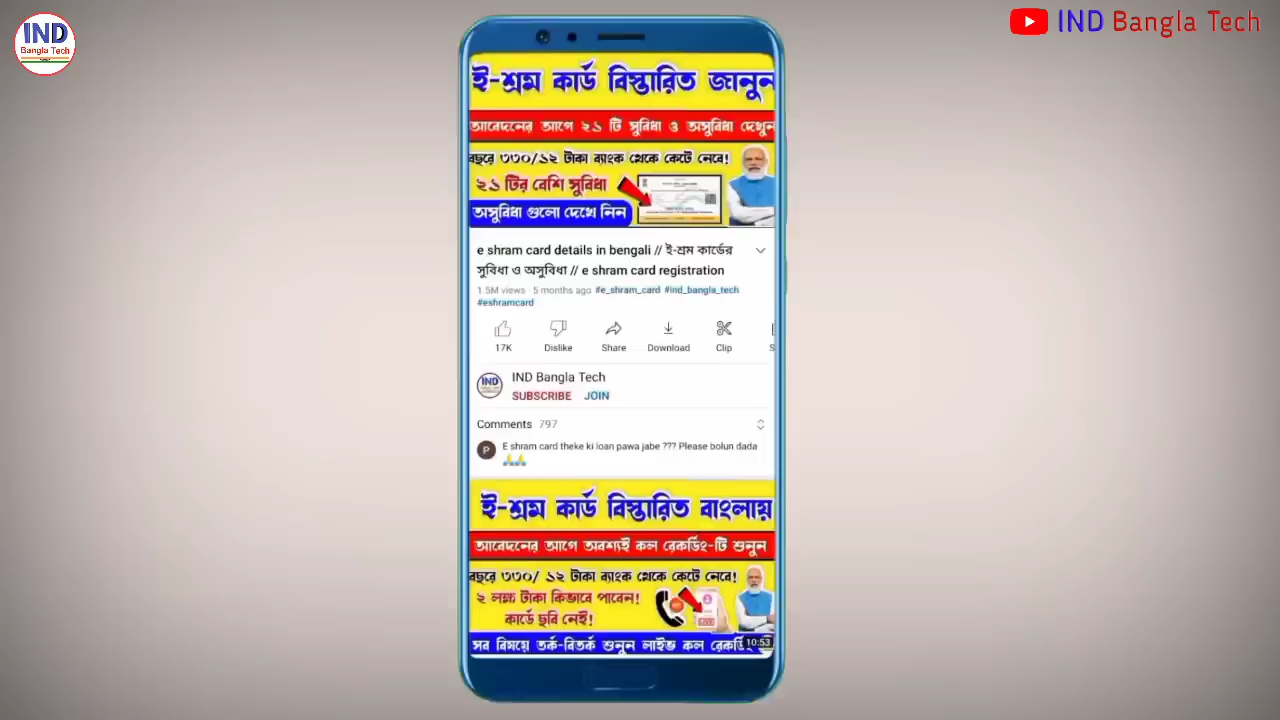 IND
Bangla Tech
IND Bangla Tech
ই-শ্রম কার্ড বিস্তারিত জানুন
আবেদনের আগে ২১ টি সুবিধা ও অসুবিধা দেখুন
বছরে ৩৩০/১২ টাকা ব্যাংক থেকে কেটে নেবে!
২১ টির বেশি সুবিধা
অসুবিধা গুলো দেখে নিন
e shram card details in bengali // ই-শ্রম কার্ডের
সুবিধা ও অসুবিধা // e shram card registration
1.5M views 5 months ago #e_shram_card #ind_bangla_tech
#eshramcard
17K Dislike Share Download Clip
IND
IND Bangla Tech
SUBSCRIBE JOIN
Comments 797
P
E shram card theke ki loan pawa jabe ??? Please bolun dada
ই-শ্রম কার্ড বিস্তারিত বাংলায়
আবেদনের আগে অবশ্যই কল রেকর্ডিং-টি শুনুন
বছরে ৩৩০/ ১২ টাকা ব্যাংক থেকে কেটে নেবে!
২ লক্ষ টাকা কিভাবে পাবেন!
কার্ডে ছবি নেই!
LIVE
সব বিষয়ে তর্ক-বিতর্ক শুনুন লাইভ কল
10:53